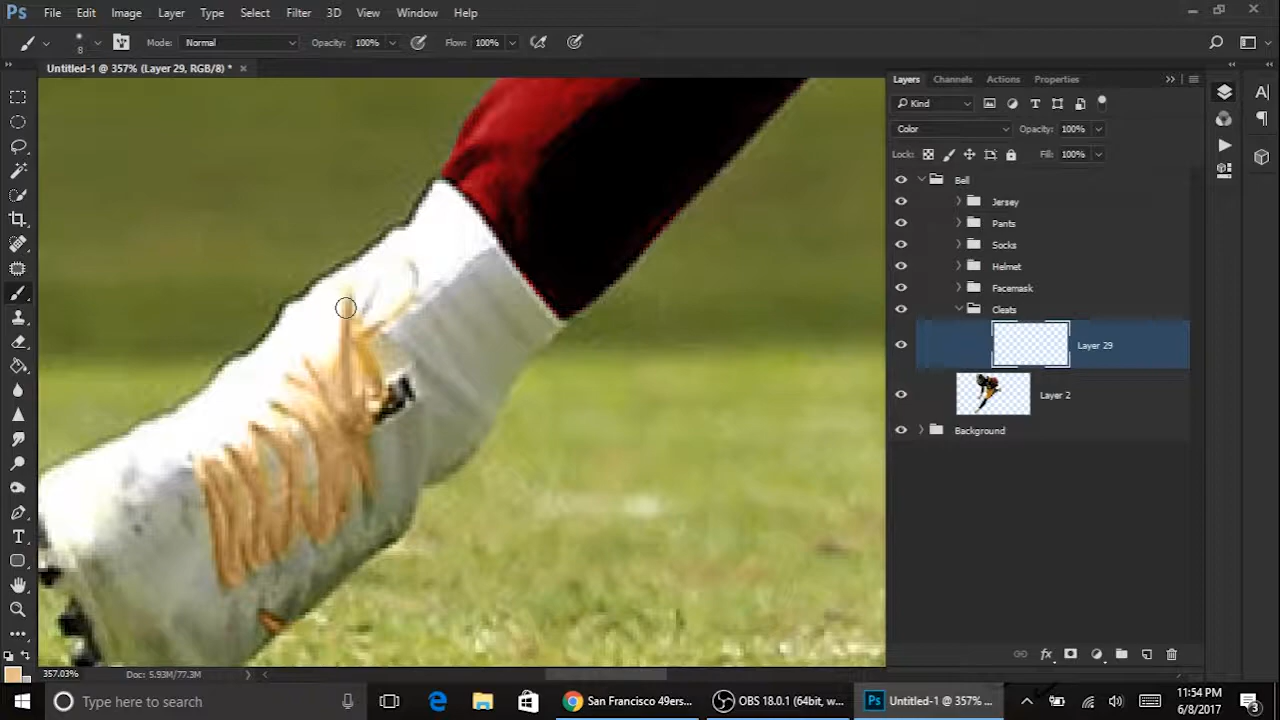 Ps File Edit Image Layer Type Select Filter 3D View Window Help
8 Mode: Normal Opacity: 100% Flow: 100%
Untitled-1 @ 357% (Layer 29, RGB/8) * ×
Layers Channels Actions Properties
Kind T
Color Opacity: 100%
Lock: Fill: 100%
Bell
Jersey
Pants
Socks
Helmet
Facemask
Cleats
Layer 29
Layer 2
Background
T
fx
357.03% Doc: 5.93M/77.3M
Type here to search
San Francisco 49ers...
OBS 18.0.1 (64bit, w...
Ps Untitled-1 @ 357% ...
11:54 PM
6/8/2017
3